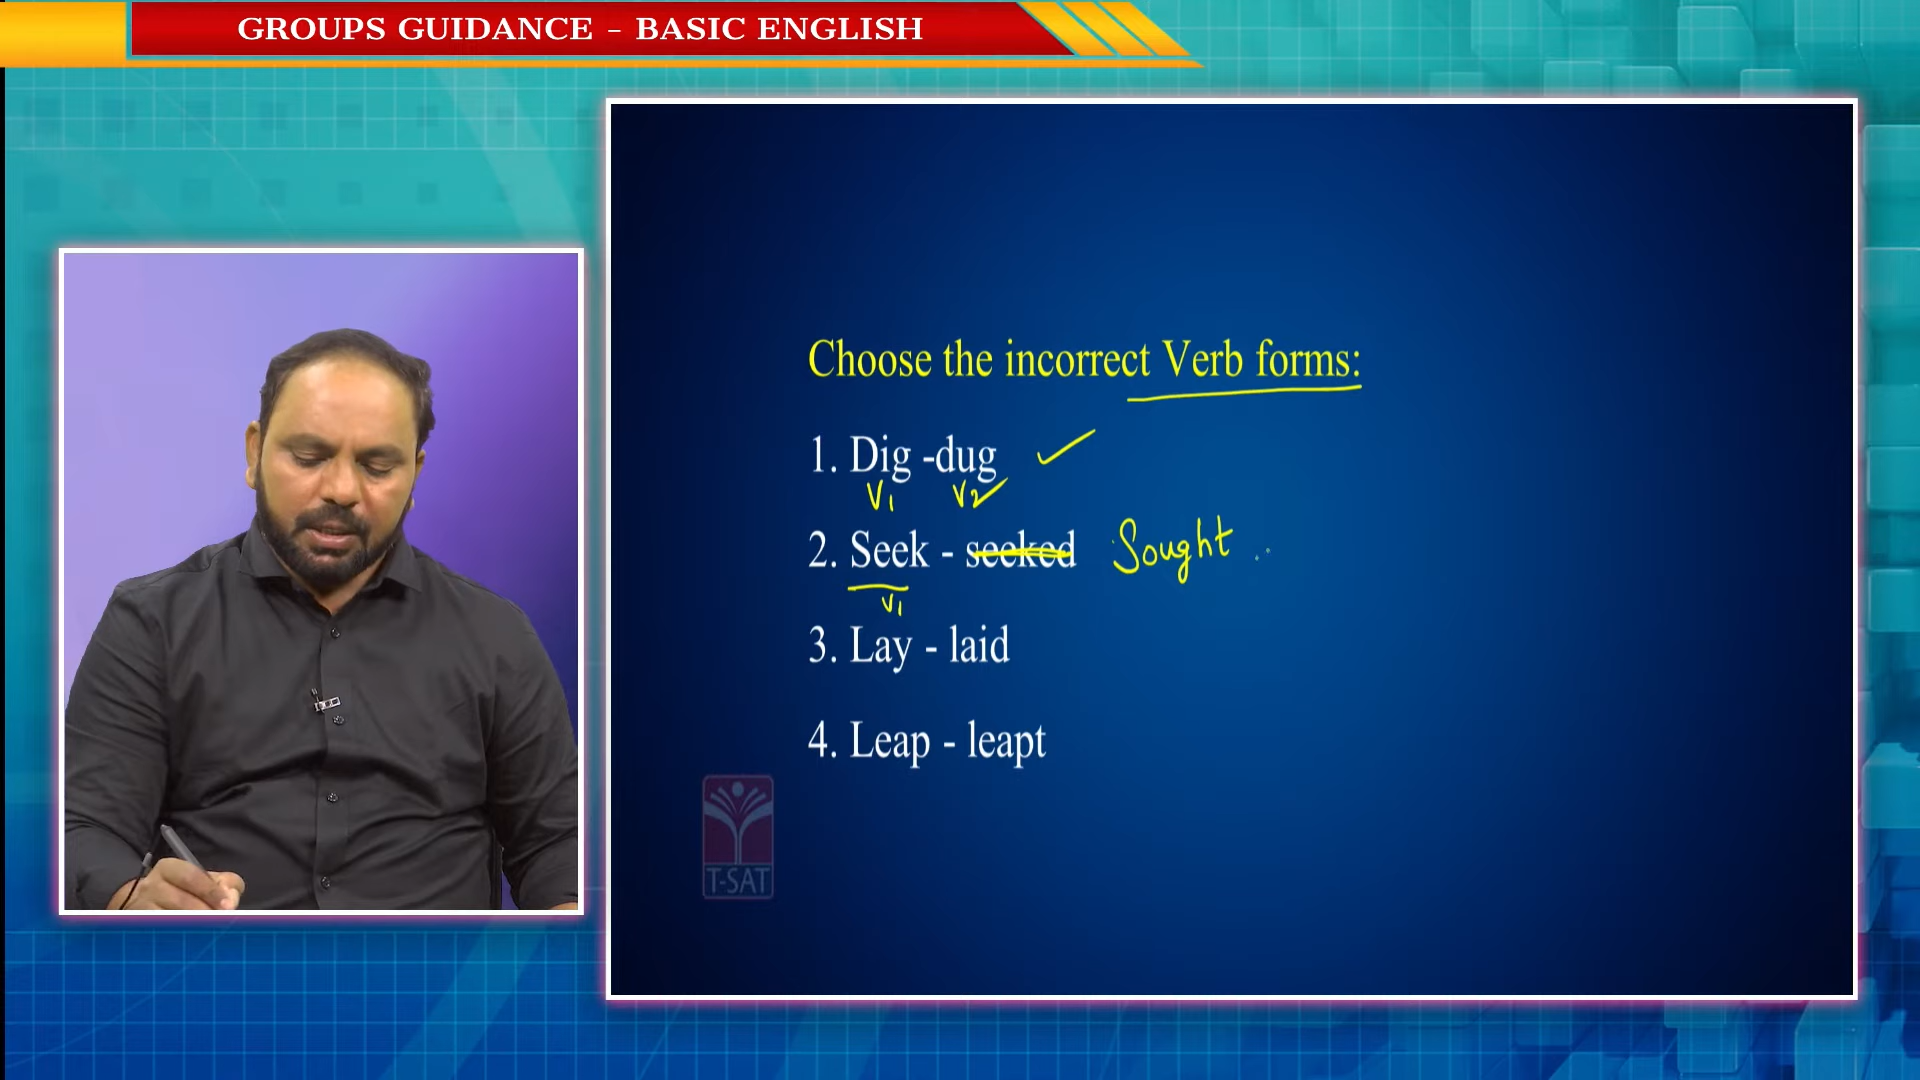 GROUPS GUIDANCE – BASIC ENGLISH
Choose the incorrect Verb forms:
1. Dig -dug
V1 V2
2. Seek - seeked Sought
V1
3. Lay - laid
4. Leap - leapt
T-SAT